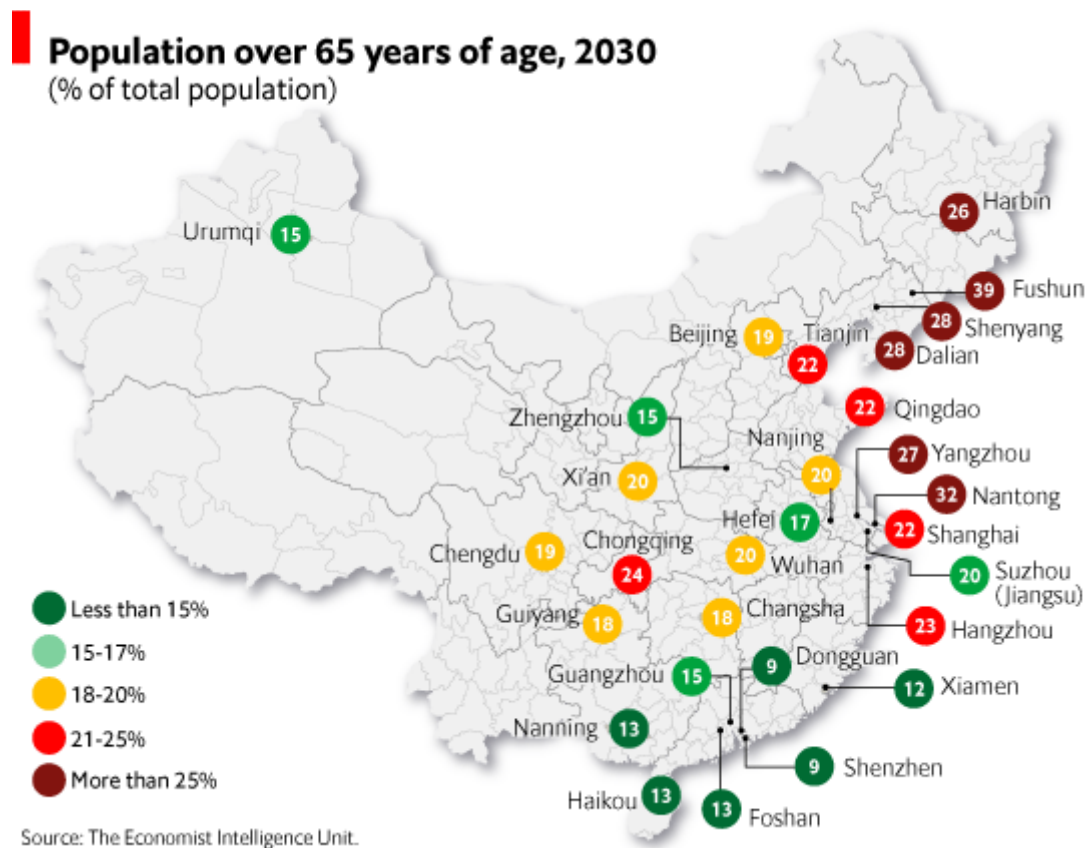 Population over 65 years of age, 2030
(% of total population)
Harbin
26
Urumqi
15
39
Fushun
28
Shenyang
Beijing
19
Tianjin
22
28
Dalian
Zhengzhou
15
22
Qingdao
Nanjing
20
27
Yangzhou
Xi'an
20
32
Nantong
Hefei
17
22
Shanghai
Chengdu
19
Chongqing
24
20
Wuhan
20
Suzhou
(Jiangsu)
Guiyang
18
18
Changsha
23
Hangzhou
Guangzhou
15
9
Dongguan
12
Xiamen
Nanning
13
9
Shenzhen
Haikou
13
13
Foshan
Less than 15%
15-17%
18-20%
21-25%
More than 25%
Source: The Economist Intelligence Unit.